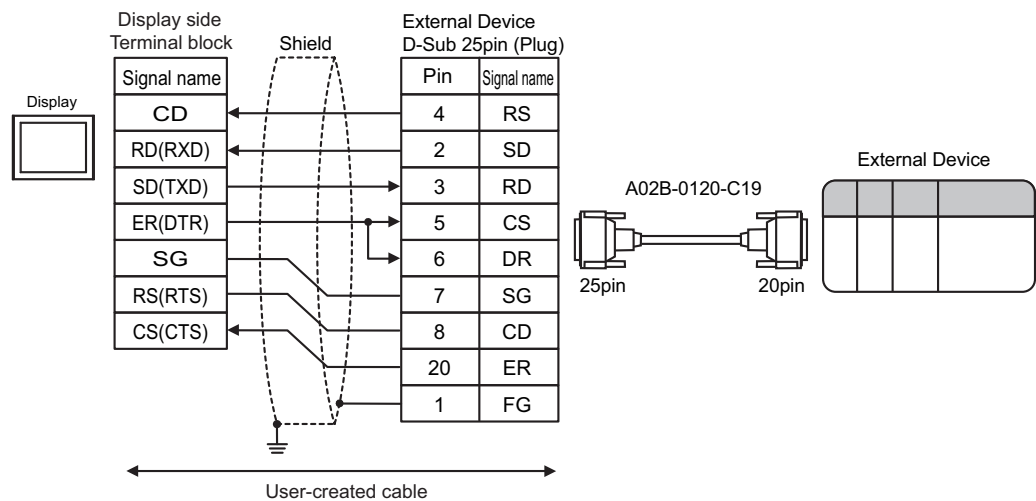 Display side
Terminal block
Shield
External Device
D-Sub 25pin (Plug)
Signal name
Pin
Signal name
Display
CD
4
RS
RD(RXD)
2
SD
SD(TXD)
3
RD
ER(DTR)
5
CS
6
DR
SG
7
SG
RS(RTS)
8
CD
CS(CTS)
20
ER
1
FG
User-created cable
A02B-0120-C19
25pin
20pin
External Device